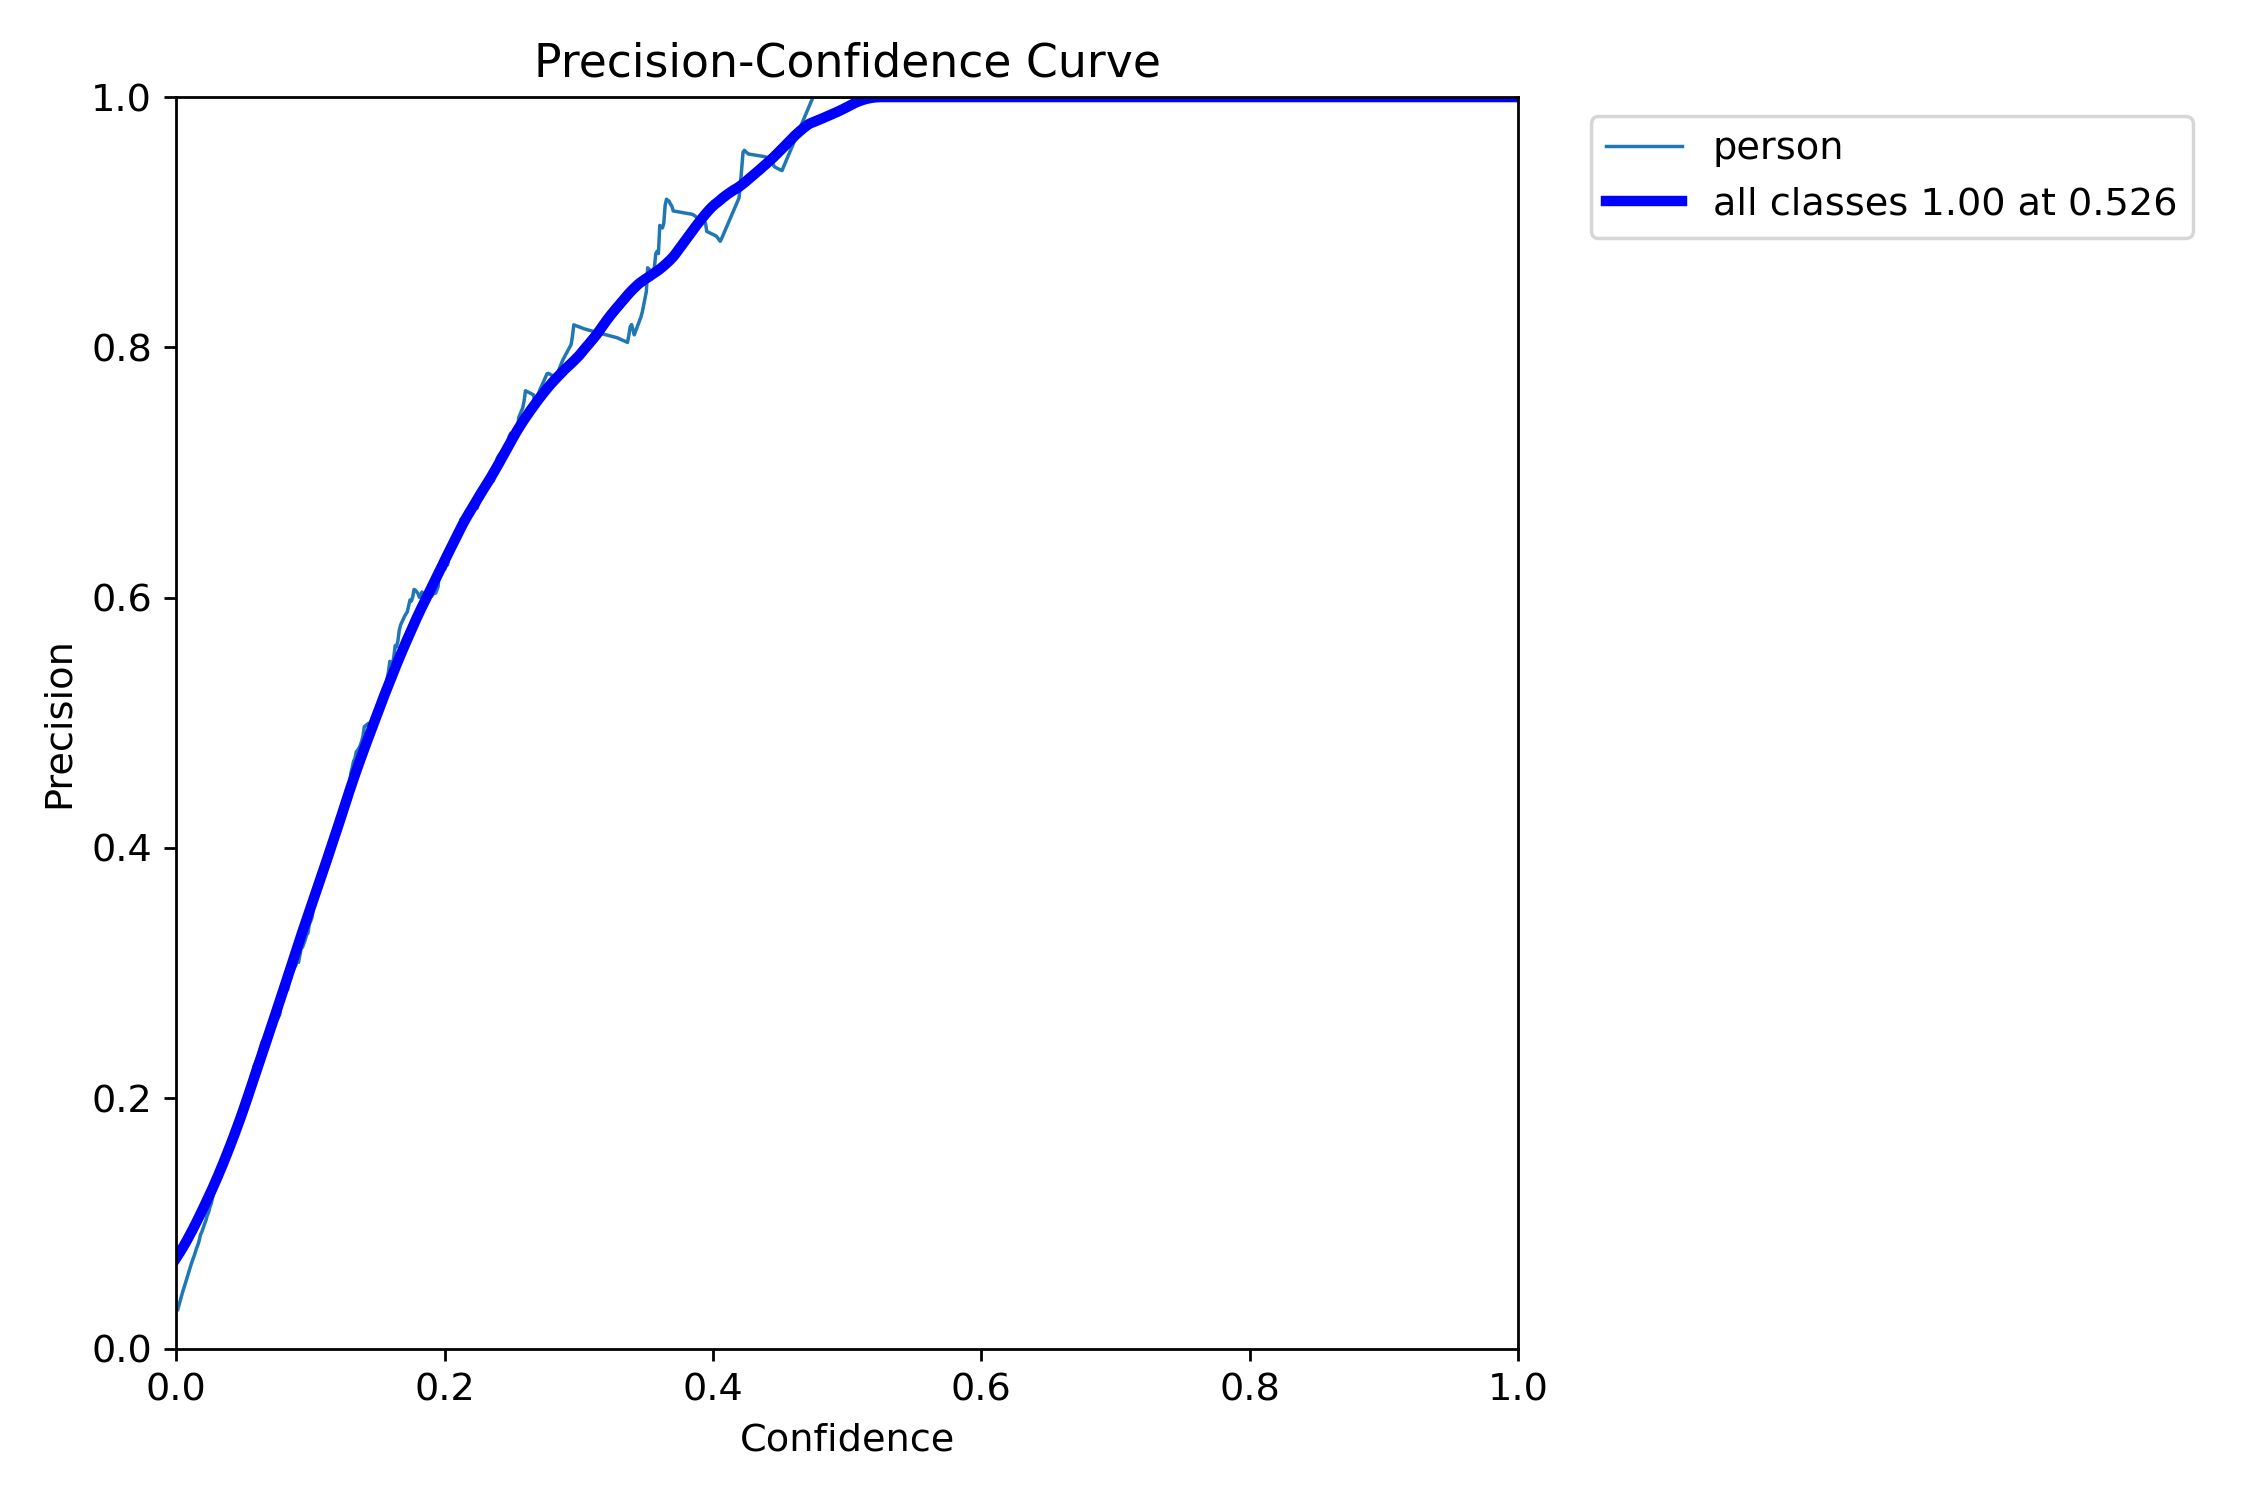 Precision-Confidence Curve
person
all classes 1.00 at 0.526
1.0
0.8
0.6
0.4
0.2
0.0
Precision
0.0 0.2 0.4 0.6 0.8 1.0
Confidence